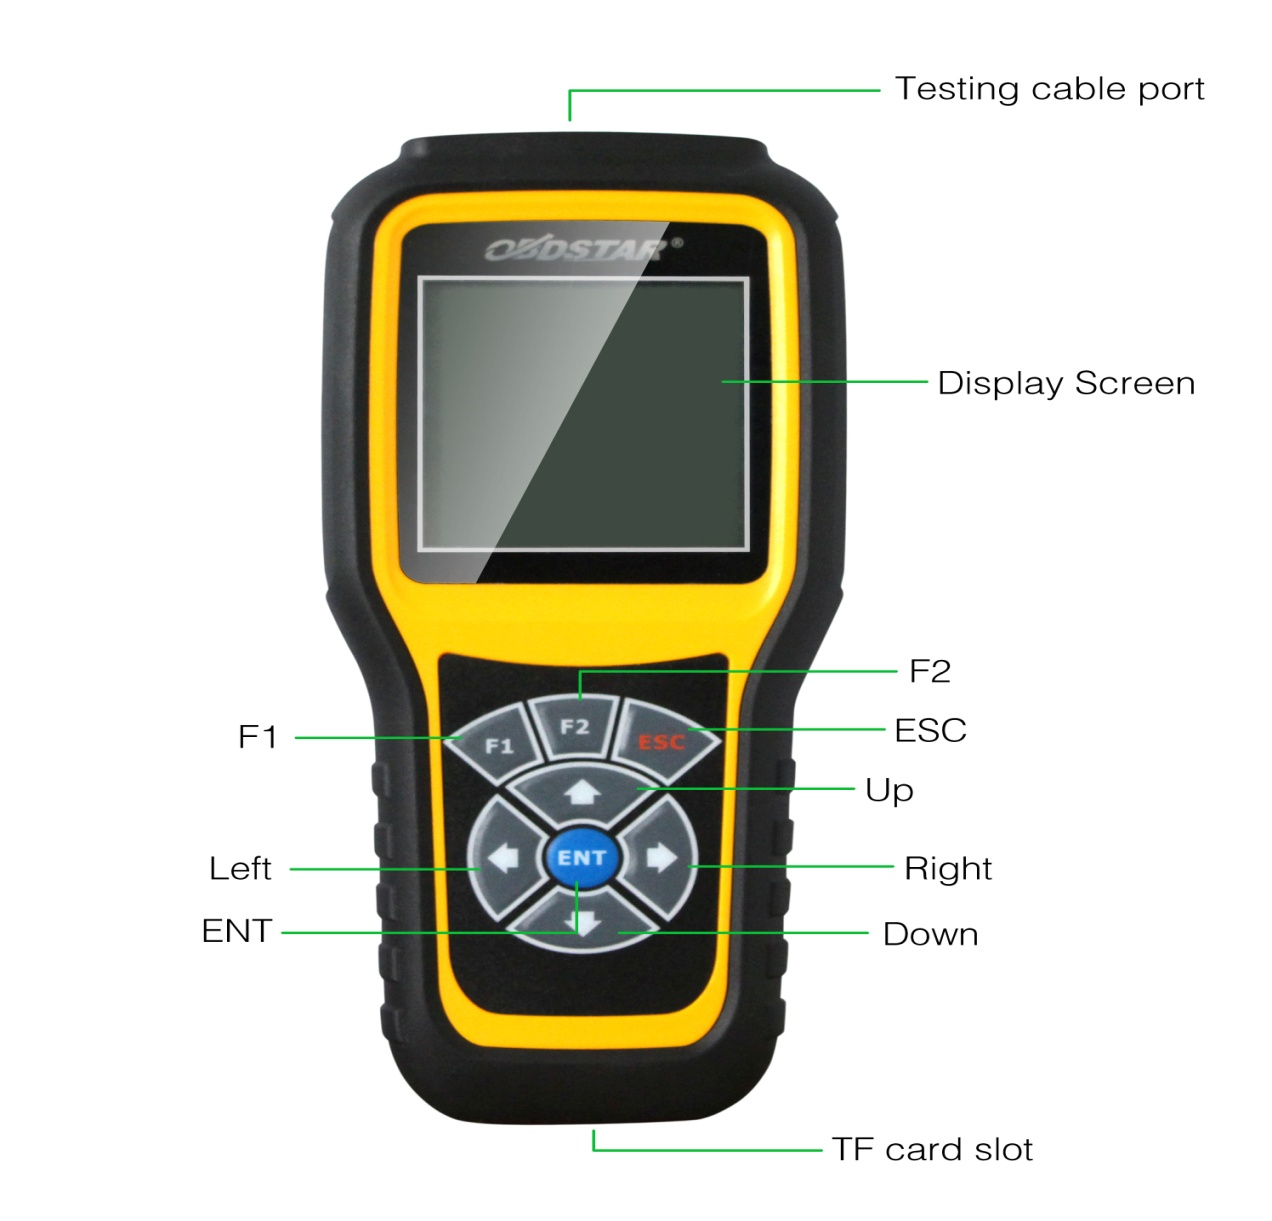 Testing cable port
OBDSTAR®
Display Screen
F2
F1
ESC
F1
F2
ESC
Up
Left
ENT
Right
ENT
Down
TF card slot